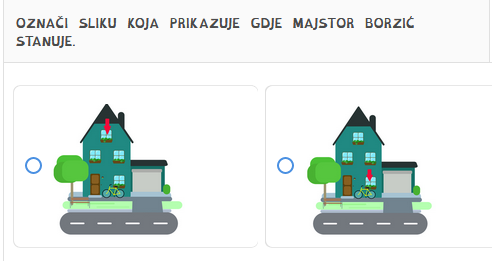 OZNAČI SLIKU KOJA PRIKAZUJE GDJE MAJSTOR BORZIĆ
STANUJE.